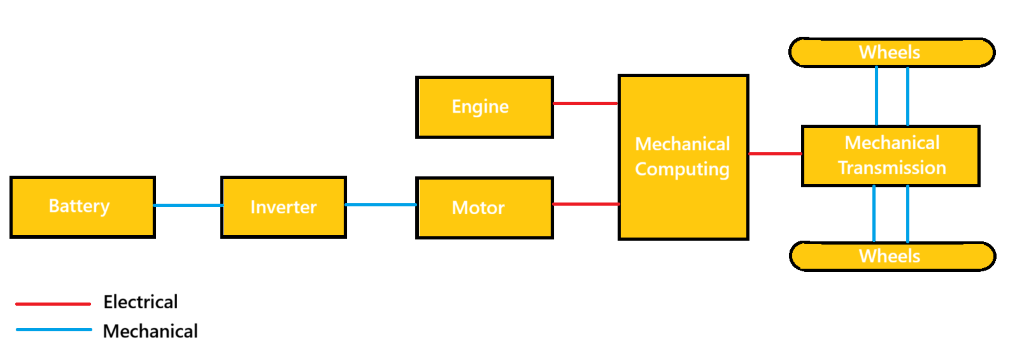 Wheels
Engine
Mechanical
Computing
Mechanical
Transmission
Battery
Inverter
Motor
Wheels
Electrical
Mechanical